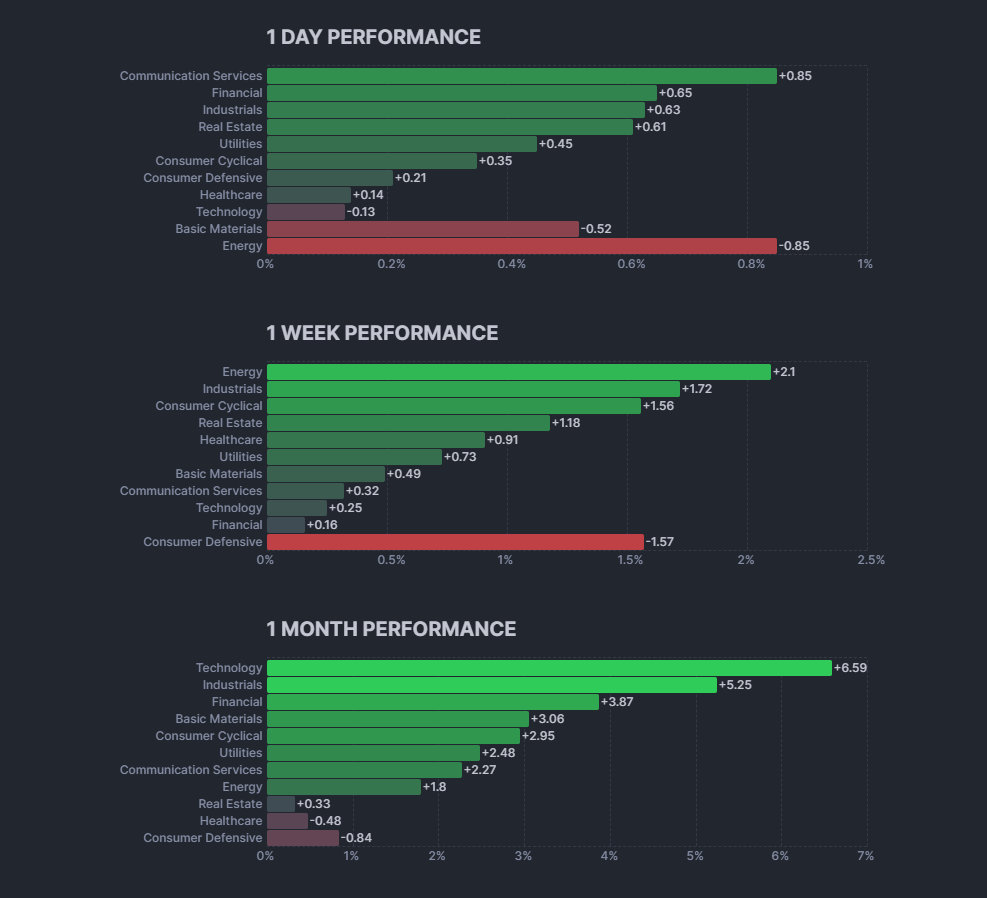 1 DAY PERFORMANCE
Communication Services +0.85
Financial +0.65
Industrials +0.63
Real Estate +0.61
Utilities +0.45
Consumer Cyclical +0.35
Consumer Defensive +0.21
Healthcare +0.14
Technology -0.13
Basic Materials -0.52
Energy -0.85
0% 0.2% 0.4% 0.6% 0.8% 1%
1 WEEK PERFORMANCE
Energy +2.1
Industrials +1.72
Consumer Cyclical +1.56
Real Estate +1.18
Healthcare +0.91
Utilities +0.73
Basic Materials +0.49
Communication Services +0.32
Technology +0.25
Financial +0.16
Consumer Defensive -1.57
0% 0.5% 1% 1.5% 2% 2.5%
1 MONTH PERFORMANCE
Technology +6.59
Industrials +5.25
Financial +3.87
Basic Materials +3.06
Consumer Cyclical +2.95
Utilities +2.48
Communication Services +2.27
Energy +1.8
Real Estate +0.33
Healthcare -0.48
Consumer Defensive -0.84
0% 1% 2% 3% 4% 5% 6% 7%